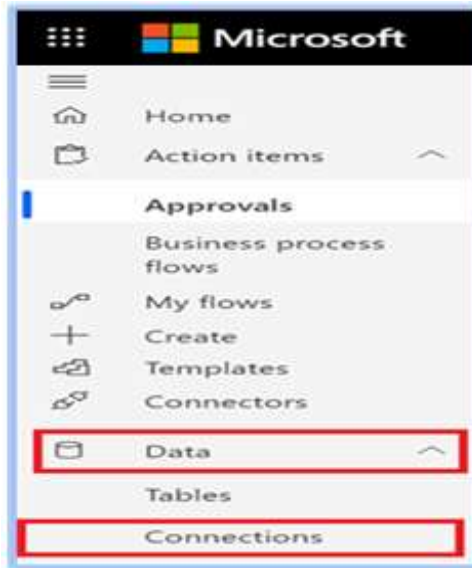 Microsoft
Home
Action items
Approvals
Business process
flows
My flows
Create
Templates
Connectors
Data
Tables
Connections